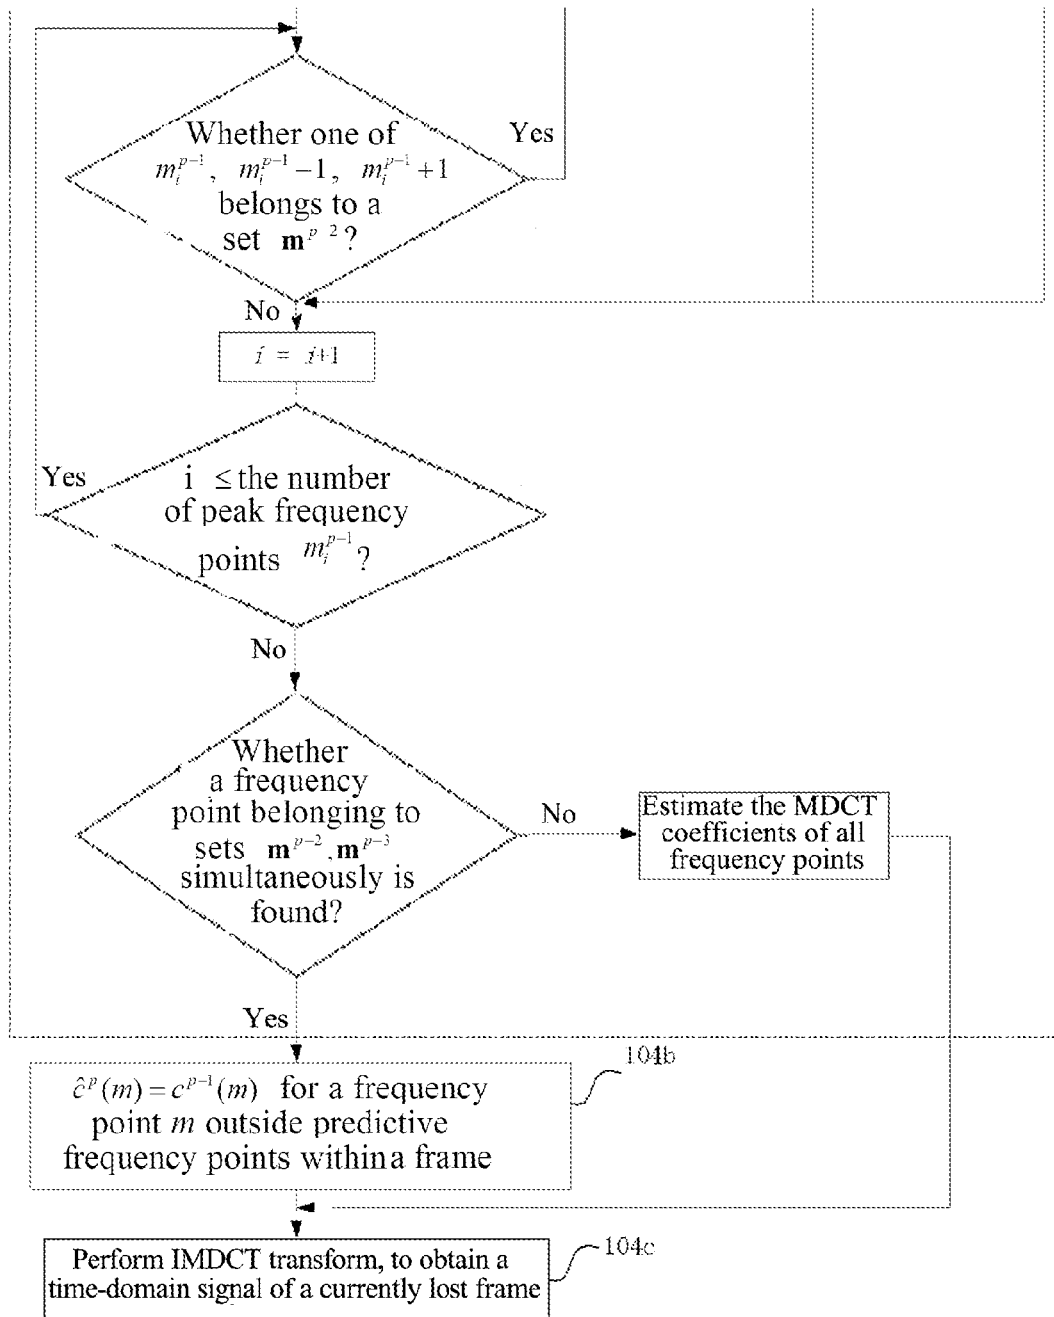 Whether one of
Yes
m_i^{p-1}, m_i^{p-1}-1, m_i^{p-1}+1
belongs to a
set m^{p-2}?
No
i = i+1
Yes
i ≤ the number
of peak frequency
points m_i^{p-1}?
No
Whether
a frequency
point belonging to
sets m^{p-2}, m^{p-3}
simultaneously is
found?
No
Estimate the MDCT
coefficients of all
frequency points
Yes
104b
ĉ^p(m) = c^{p-1}(m) for a frequency
point m outside predictive
frequency points within a frame
Perform IMDCT transform, to obtain a
time-domain signal of a currently lost frame
104c